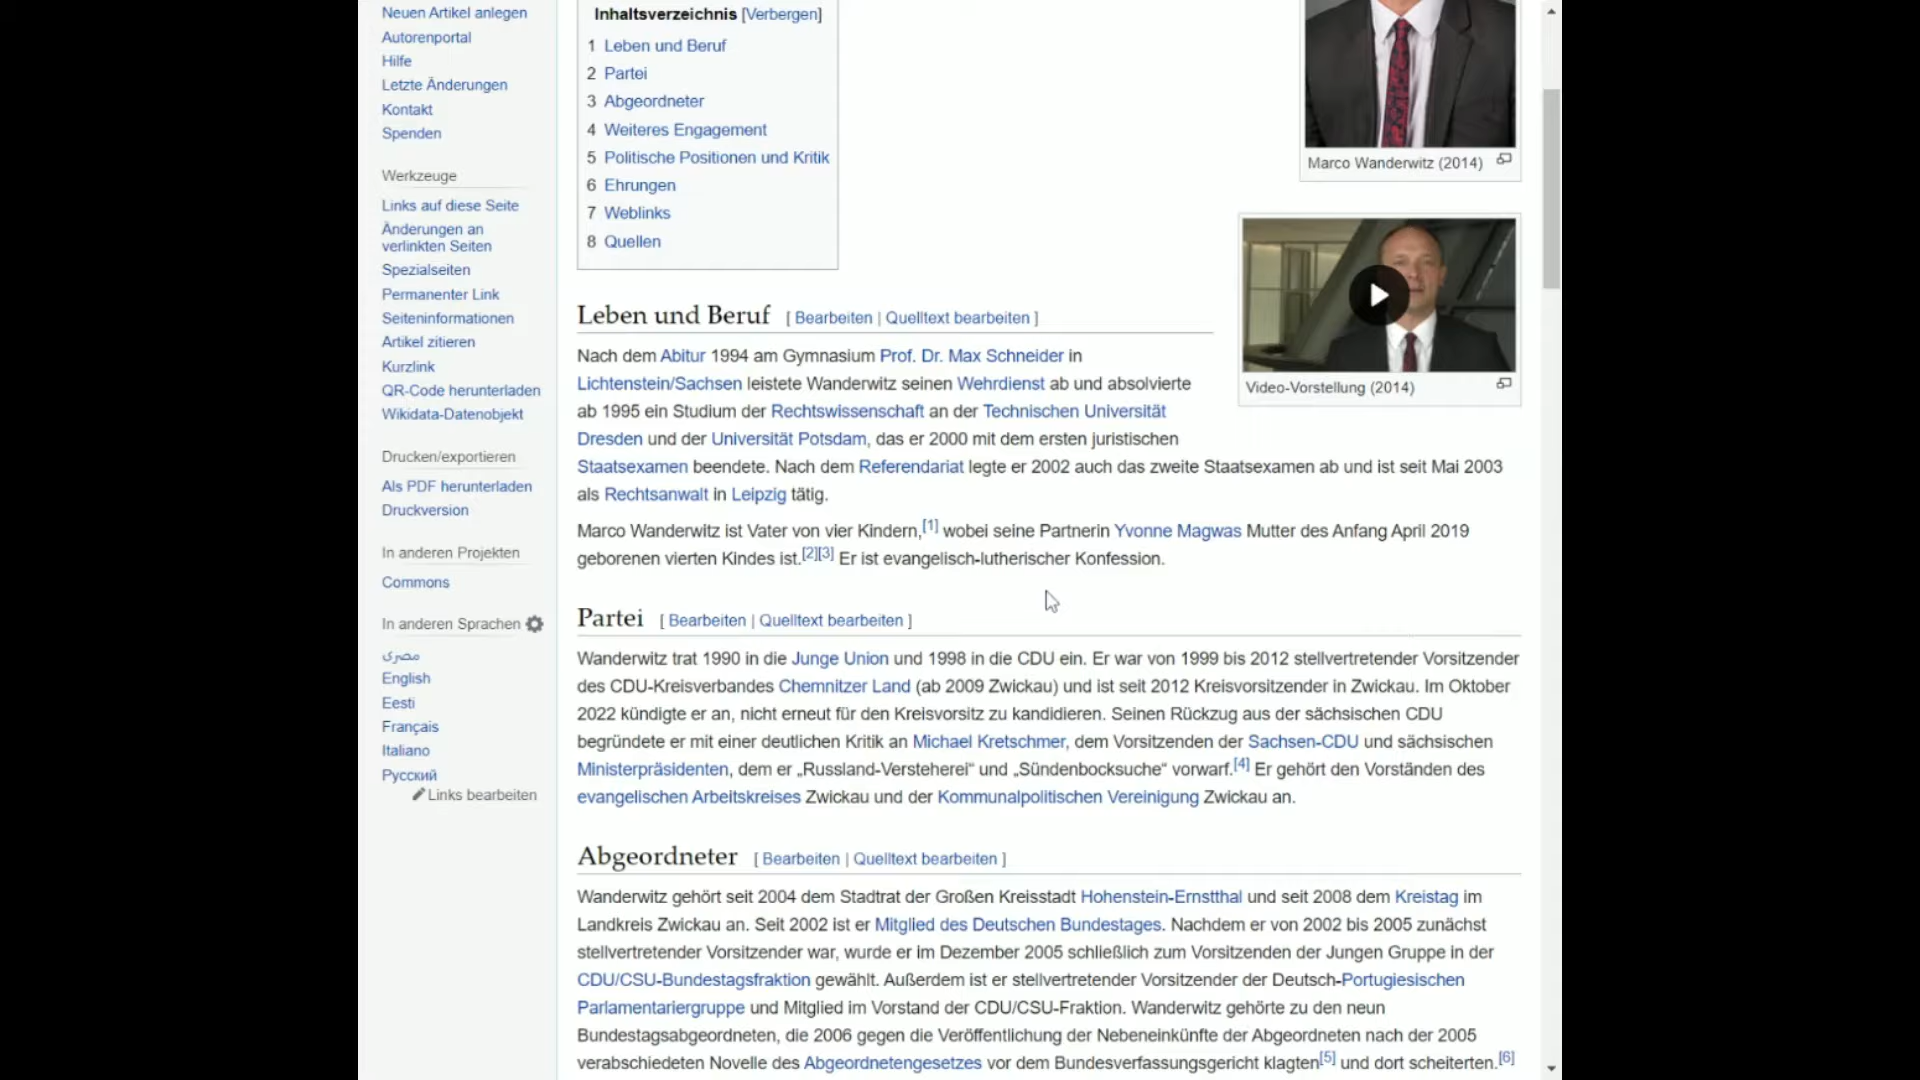 Neuen Artikel anlegen
Autorenportal
Hilfe
Letzte Änderungen
Kontakt
Spenden
Werkzeuge
Links auf diese Seite
Änderungen an
verlinkten Seiten
Spezialseiten
Permanenter Link
Seiteninformationen
Artikel zitieren
Kurzlink
QR-Code herunterladen
Wikidata-Datenobjekt
Drucken/exportieren
Als PDF herunterladen
Druckversion
In anderen Projekten
Commons
In anderen Sprachen
مصرى
English
Eesti
Français
Italiano
Русский
Links bearbeiten
Inhaltsverzeichnis [Verbergen]
1 Leben und Beruf
2 Partei
3 Abgeordneter
4 Weiteres Engagement
5 Politische Positionen und Kritik
6 Ehrungen
7 Weblinks
8 Quellen
Marco Wanderwitz (2014)
Video-Vorstellung (2014)
Leben und Beruf [ Bearbeiten | Quelltext bearbeiten ]
Nach dem Abitur 1994 am Gymnasium Prof. Dr. Max Schneider in
Lichtenstein/Sachsen leistete Wanderwitz seinen Wehrdienst ab und absolvierte
ab 1995 ein Studium der Rechtswissenschaft an der Technischen Universität
Dresden und der Universität Potsdam, das er 2000 mit dem ersten juristischen
Staatsexamen beendete. Nach dem Referendariat legte er 2002 auch das zweite Staatsexamen ab und ist seit Mai 2003
als Rechtsanwalt in Leipzig tätig.
Marco Wanderwitz ist Vater von vier Kindern,[1] wobei seine Partnerin Yvonne Magwas Mutter des Anfang April 2019
geborenen vierten Kindes ist.[2][3] Er ist evangelisch-lutherischer Konfession.
Partei [ Bearbeiten | Quelltext bearbeiten ]
Wanderwitz trat 1990 in die Junge Union und 1998 in die CDU ein. Er war von 1999 bis 2012 stellvertretender Vorsitzender
des CDU-Kreisverbandes Chemnitzer Land (ab 2009 Zwickau) und ist seit 2012 Kreisvorsitzender in Zwickau. Im Oktober
2022 kündigte er an, nicht erneut für den Kreisvorsitz zu kandidieren. Seinen Rückzug aus der sächsischen CDU
begründete er mit einer deutlichen Kritik an Michael Kretschmer, dem Vorsitzenden der Sachsen-CDU und sächsischen
Ministerpräsidenten, dem er „Russland-Versteherei“ und „Sündenbocksuche“ vorwarf.[4] Er gehört den Vorständen des
evangelischen Arbeitskreises Zwickau und der Kommunalpolitischen Vereinigung Zwickau an.
Abgeordneter [ Bearbeiten | Quelltext bearbeiten ]
Wanderwitz gehört seit 2004 dem Stadtrat der Großen Kreisstadt Hohenstein-Ernstthal und seit 2008 dem Kreistag im
Landkreis Zwickau an. Seit 2002 ist er Mitglied des Deutschen Bundestages. Nachdem er von 2002 bis 2005 zunächst
stellvertretender Vorsitzender war, wurde er im Dezember 2005 schließlich zum Vorsitzenden der Jungen Gruppe in der
CDU/CSU-Bundestagsfraktion gewählt. Außerdem ist er stellvertretender Vorsitzender der Deutsch-Portugiesischen
Parlamentariergruppe und Mitglied im Vorstand der CDU/CSU-Fraktion. Wanderwitz gehörte zu den neun
Bundestagsabgeordneten, die 2006 gegen die Veröffentlichung der Nebeneinkünfte der Abgeordneten nach der 2005
verabschiedeten Novelle des Abgeordnetengesetzes vor dem Bundesverfassungsgericht klagten[5] und dort scheiterten.[6]